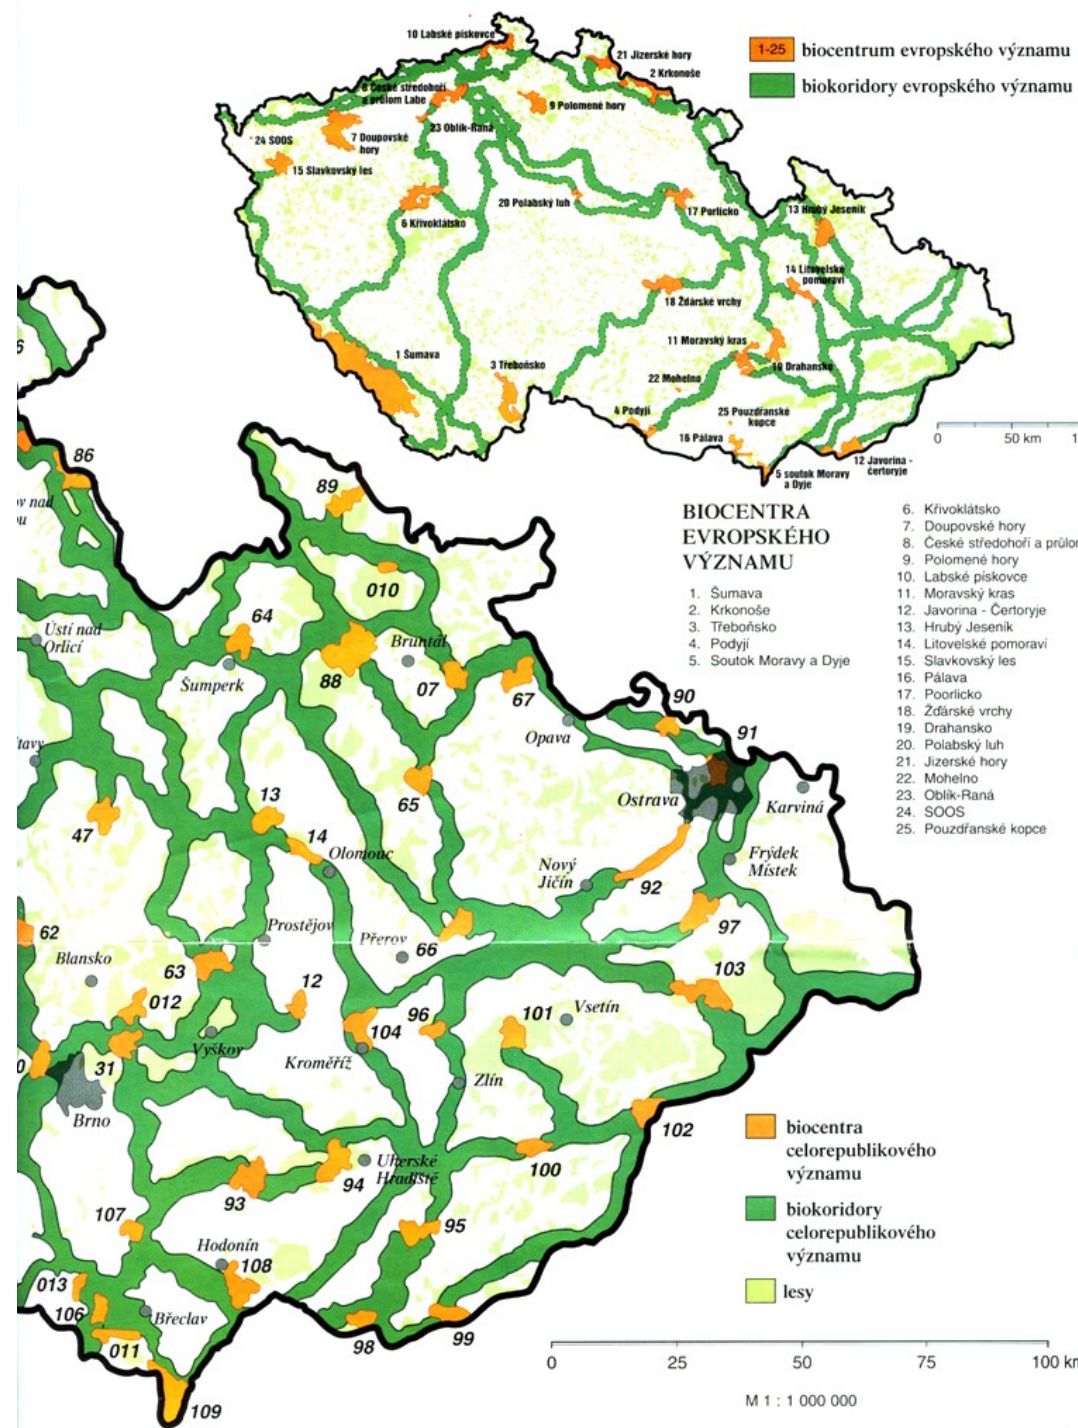 10 Labské pískovce
21 Jizerské hory
2 Krkonoše
8 České středohoří
a průlom Labe
9 Polomené hory
23 Oblík-Raná
24 SOOS
7 Doupovské
hory
15 Slavkovský les
20 Polabský luh
6 Křivoklátsko
17 Porlicko
13 Hrubý Jeseník
14 Litovelské
pomoraví
18 Žďárské vrchy
11 Moravský kras
19 Drahansko
1 Šumava
3 Třeboňsko
22 Mohelno
4 Podyjí
25 Pouzdřanské
kopce
16 Pálava
12 Javorina -
čertoryje
5 soutok Moravy
a Dyje
1-25 biocentrum evropského významu
biokoridory evropského významu
0 50 km
BIOCENTRA
EVROPSKÉHO
VÝZNAMU
1. Šumava
2. Krkonoše
3. Třeboňsko
4. Podyjí
5. Soutok Moravy a Dyje
6. Křivoklátsko
7. Doupovské hory
8. České středohoří a průlom
9. Polomené hory
10. Labské pískovce
11. Moravský kras
12. Javorina - Čertoryje
13. Hrubý Jeseník
14. Litovelské pomoraví
15. Slavkovský les
16. Pálava
17. Poorlicko
18. Žďárské vrchy
19. Drahansko
20. Polabský luh
21. Jizerské hory
22. Mohelno
23. Oblík-Raná
24. SOOS
25. Pouzdřanské kopce
86
nad
89
010
64
Ústí nad
Orlicí
Bruntál
Šumperk
88
07
67
90
Opava
91
65
Ostrava
Karviná
13
47
14
Olomouc
Nový
Jičín
92
Frýdek
Místek
62
Prostějov
Přerov
66
97
Blansko
63
12
103
012
96
101
Vsetín
104
Vyškov
Kroměříž
31
Zlín
Brno
102
Uherské
Hradiště
100
93
94
107
95
Hodonín
108
013
106
Břeclav
011
98
99
109
biocentra
celorepublikového
významu
biokoridory
celorepublikového
významu
lesy
0 25 50 75 100 km
M 1 : 1 000 000